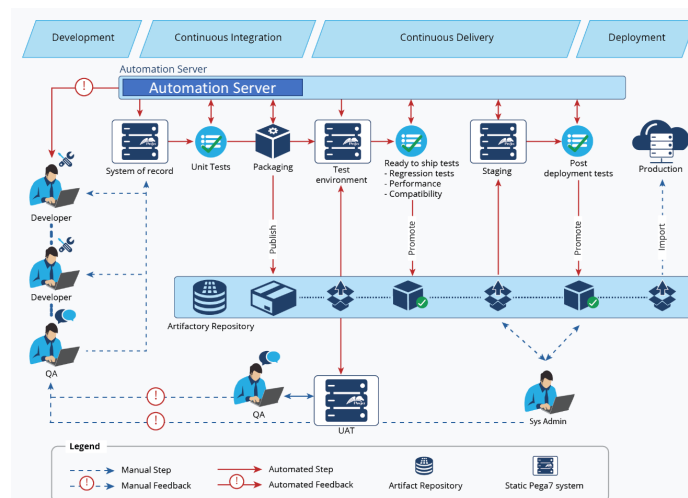 Development
Continuous Integration
Continuous Delivery
Deployment
Automation Server
Automation Server
System of record
Unit Tests
Packaging
Test
environment
Ready to ship tests
- Regression tests
- Performance
- Compatibility
Staging
Post
deployment tests
Production
Developer
Developer
QA
Publish
Promote
Promote
Import
Artifactory Repository
QA
UAT
Sys Admin
Legend
Manual Step
Manual Feedback
Automated Step
Automated Feedback
Artifact Repository
Static Pega7 system